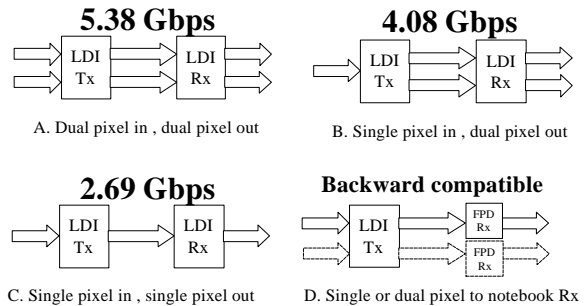 5.38 Gbps
LDI
Tx
LDI
Rx
A. Dual pixel in , dual pixel out
4.08 Gbps
LDI
Tx
LDI
Rx
B. Single pixel in , dual pixel out
2.69 Gbps
LDI
Tx
LDI
Rx
C. Single pixel in , single pixel out
Backward compatible
LDI
Tx
FPD
Rx
FPD
Rx
D. Single or dual pixel to notebook Rx